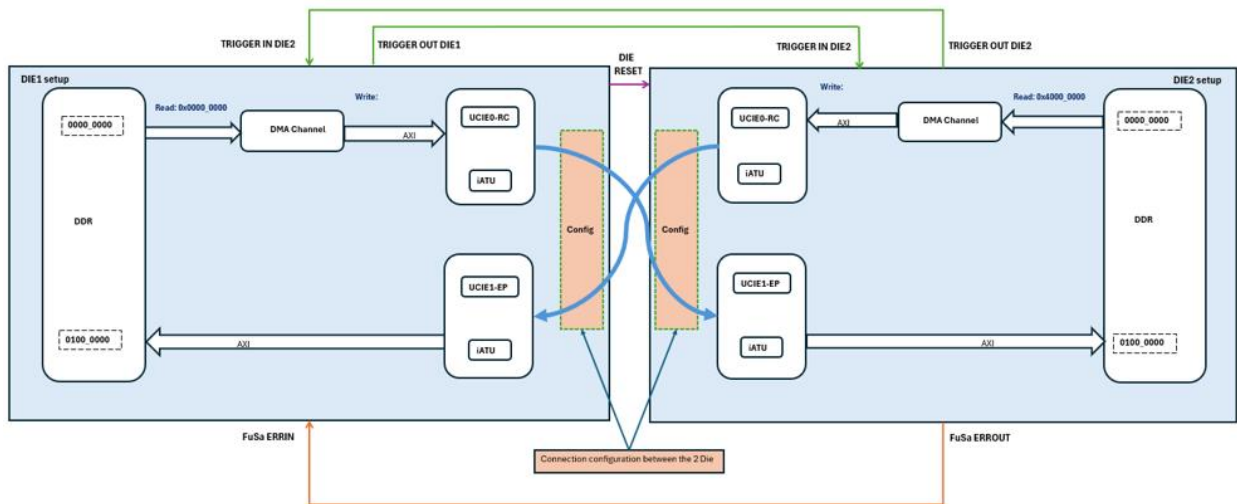 TRIGGER IN DIE2
TRIGGER OUT DIE1
DIE
RESET
TRIGGER IN DIE2
TRIGGER OUT DIE2
DIE1 setup
0000_0000
DDR
0100_0000
Read: 0x0000_0000
DMA Channel
Write:
AXI
UCIE0-RC
iATU
UCIE1-EP
iATU
AXI
Config
Config
DIE2 setup
UCIE0-RC
iATU
Write:
AXI
DMA Channel
Read: 0x4000_0000
0000_0000
DDR
0100_0000
UCIE1-EP
iATU
AXI
FuSa ERRIN
Connection configuration between the 2 Die
FuSa ERROUT